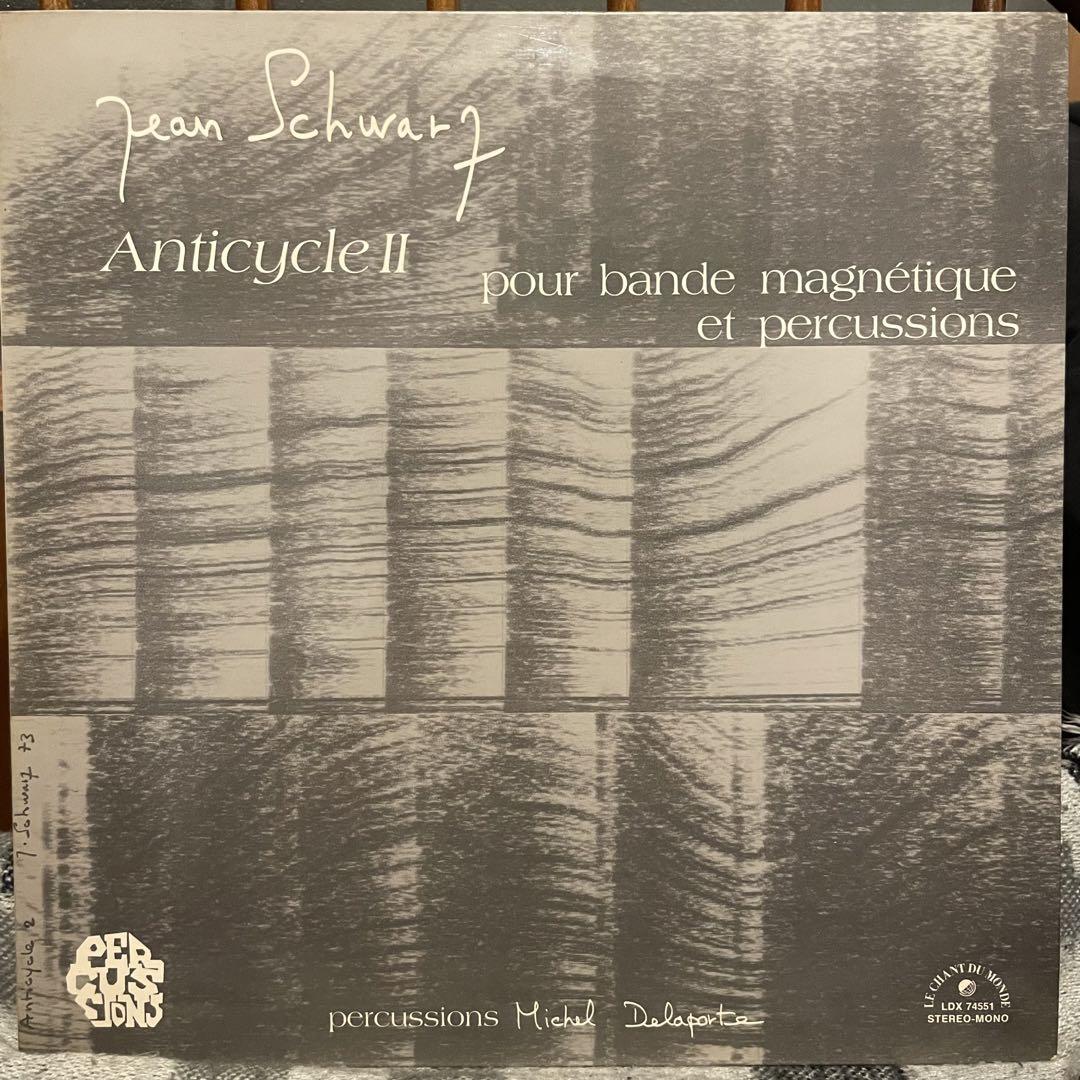 Jean Schwarz
Anticycle II
pour bande magnétique
et percussions
Anticycle 2 J. Schwarz 73
PER
CUS
SIONS
percussions Michel Delaporte
LE CHANT DU MONDE
LDX 74551
STEREO-MONO